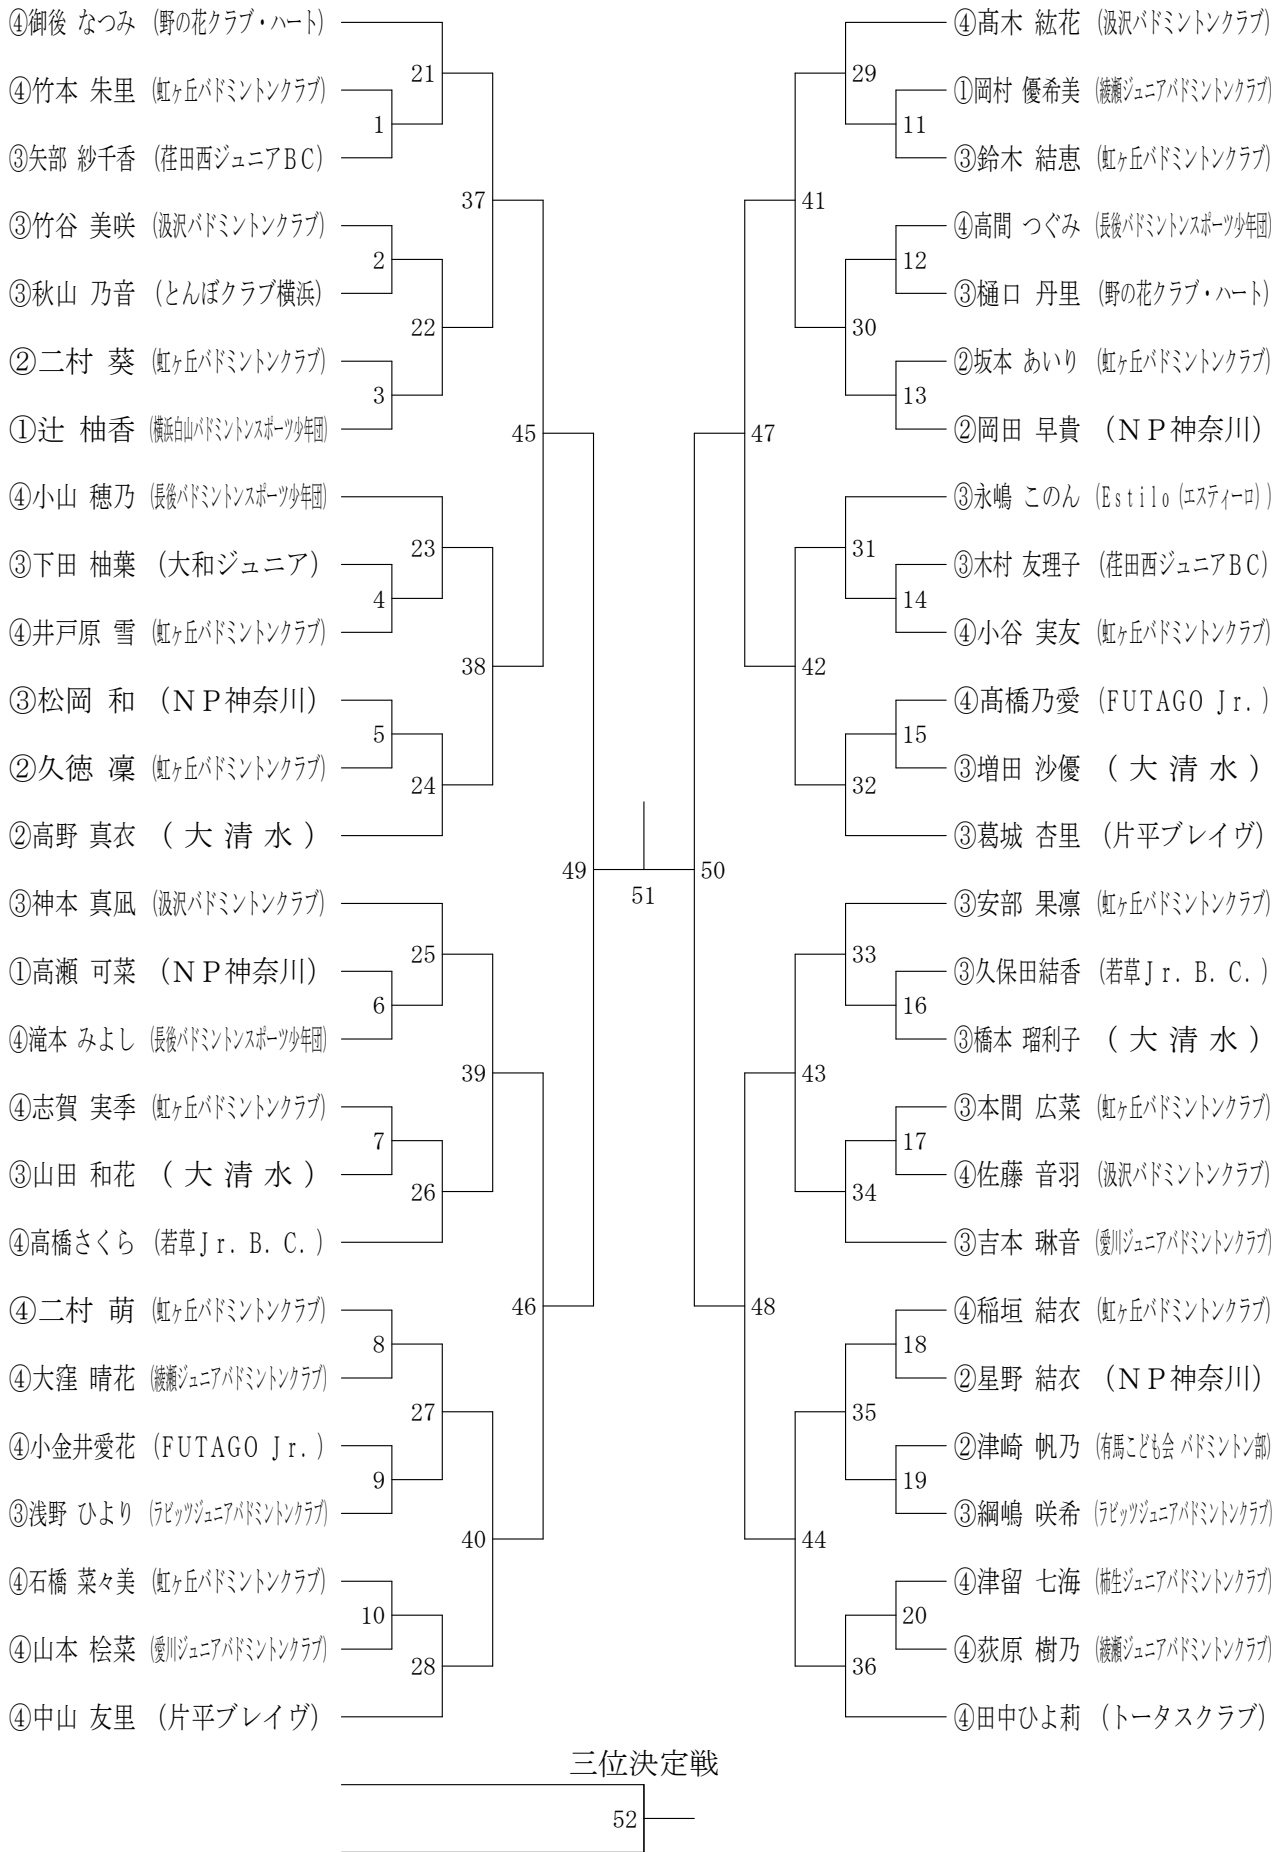 ④御後 なつみ (野の花クラブ・ハート)
21
④竹本 朱里 (虹ヶ丘バドミントンクラブ)
1
③矢部 紗千香 (荏田西ジュニアBC)
37
③竹谷 美咲 (汲沢バドミントンクラブ)
2
③秋山 乃音 (とんぼクラブ横浜)
22
②二村 葵 (虹ヶ丘バドミントンクラブ)
3
①辻 柚香 (横浜白山バドミントンスポーツ少年団)
45
④小山 穂乃 (長後バドミントンスポーツ少年団)
23
③下田 柚葉 (大和ジュニア)
4
④井戸原 雪 (虹ヶ丘バドミントンクラブ)
38
③松岡 和 (NP神奈川)
5
②久徳 凜 (虹ヶ丘バドミントンクラブ)
24
②高野 真衣 (大清水)
49
③神本 真凪 (汲沢バドミントンクラブ)
25
①高瀬 可菜 (NP神奈川)
6
④滝本 みよし (長後バドミントンスポーツ少年団)
39
④志賀 実季 (虹ヶ丘バドミントンクラブ)
7
③山田 和花 (大清水)
26
④高橋さくら (若草Jr. B. C. )
46
④二村 萌 (虹ヶ丘バドミントンクラブ)
8
④大窪 晴花 (綾瀬ジュニアバドミントンクラブ)
27
④小金井愛花 (FUTAGO Jr. )
9
③浅野 ひより (ラビッツジュニアバドミントンクラブ)
40
④石橋 菜々美 (虹ヶ丘バドミントンクラブ)
10
④山本 桧菜 (愛川ジュニアバドミントンクラブ)
28
④中山 友里 (片平ブレイヴ)
51
④髙木 紘花 (汲沢バドミントンクラブ)
29
①岡村 優希美 (綾瀬ジュニアバドミントンクラブ)
11
③鈴木 結恵 (虹ヶ丘バドミントンクラブ)
41
④高間 つぐみ (長後バドミントンスポーツ少年団)
12
③樋口 丹里 (野の花クラブ・ハート)
30
②坂本 あいり (虹ヶ丘バドミントンクラブ)
13
②岡田 早貴 (NP神奈川)
47
③永嶋 このん (Estilo (エスティーロ) )
31
③木村 友理子 (荏田西ジュニアBC)
14
④小谷 実友 (虹ヶ丘バドミントンクラブ)
42
④髙橋乃愛 (FUTAGO Jr. )
15
③増田 沙優 (大清水)
32
③葛城 杏里 (片平ブレイヴ)
50
③安部 果凛 (虹ヶ丘バドミントンクラブ)
33
③久保田結香 (若草Jr. B. C. )
16
③橋本 瑠利子 (大清水)
43
③本間 広菜 (虹ヶ丘バドミントンクラブ)
17
④佐藤 音羽 (汲沢バドミントンクラブ)
34
③吉本 琳音 (愛川ジュニアバドミントンクラブ)
48
④稲垣 結衣 (虹ヶ丘バドミントンクラブ)
18
②星野 結衣 (NP神奈川)
35
②津崎 帆乃 (有馬こども会 バドミントン部)
19
③綱嶋 咲希 (ラビッツジュニアバドミントンクラブ)
44
④津留 七海 (柿生ジュニアバドミントンクラブ)
20
④荻原 樹乃 (綾瀬ジュニアバドミントンクラブ)
36
④田中ひよ莉 (トータスクラブ)
三位決定戦
52